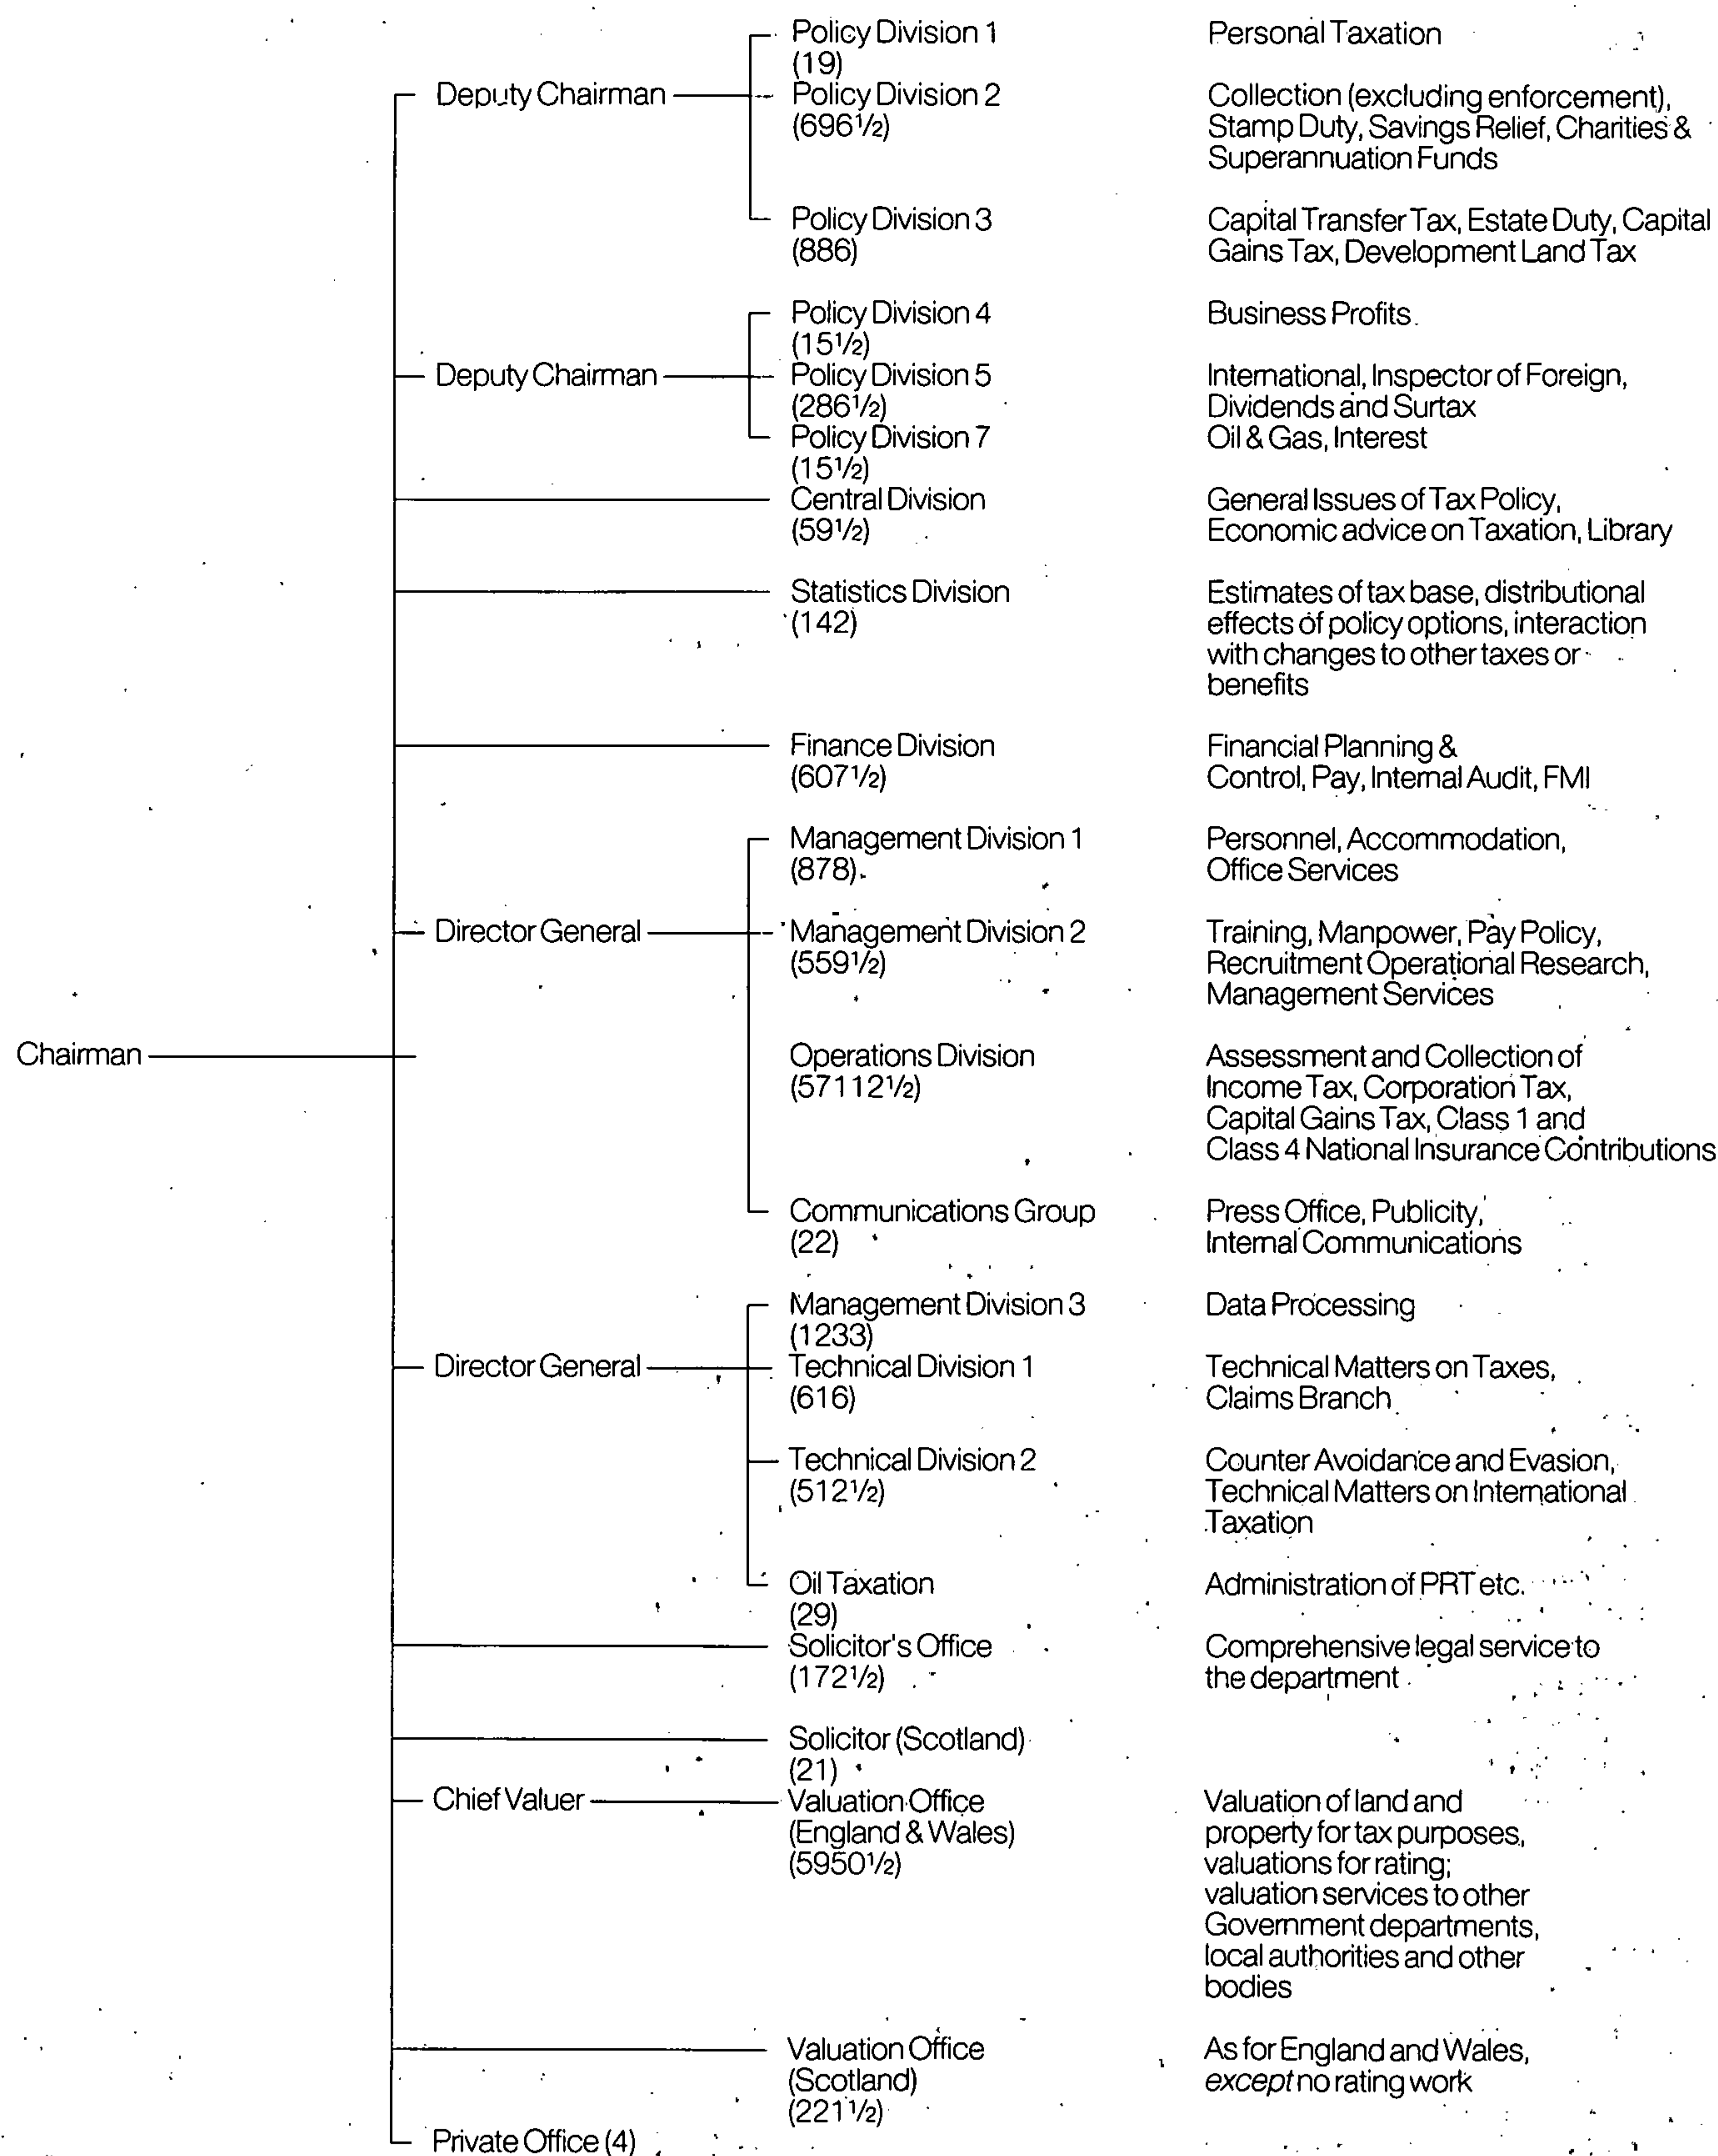 Policy Division 1 Personal Taxation
(19)
Deputy Chairman Policy Division 2 Collection (excluding enforcement),
(696½) Stamp Duty, Savings Relief, Charities &
Superannuation Funds
Policy Division 3 Capital Transfer Tax, Estate Duty, Capital
(886) Gains Tax, Development Land Tax
Policy Division 4 Business Profits
(15½)
Deputy Chairman Policy Division 5 International, Inspector of Foreign,
(286½) Dividends and Surtax
Policy Division 7 Oil & Gas, Interest
(15½)
Central Division General Issues of Tax Policy,
(59½) Economic advice on Taxation, Library
Statistics Division Estimates of tax base, distributional
(142) effects of policy options, interaction
with changes to other taxes or
benefits
Finance Division Financial Planning &
(607½) Control, Pay, Internal Audit, FMI
Management Division 1 Personnel, Accommodation,
(878) Office Services
Director General Management Division 2 Training, Manpower, Pay Policy,
(559½) Recruitment Operational Research,
Management Services
Chairman Operations Division Assessment and Collection of
(57112½) Income Tax, Corporation Tax,
Capital Gains Tax, Class 1 and
Class 4 National Insurance Contributions
Communications Group Press Office, Publicity,
(22) Internal Communications
Management Division 3 Data Processing
(1233)
Director General Technical Division 1 Technical Matters on Taxes,
(616) Claims Branch
Technical Division 2 Counter Avoidance and Evasion,
(512½) Technical Matters on International
Taxation
Oil Taxation Administration of PRT etc.
(29)
Solicitor's Office Comprehensive legal service to
(172½) the department
Solicitor (Scotland)
(21)
Chief Valuer Valuation Office Valuation of land and
(England & Wales) property for tax purposes,
(5950½) valuations for rating;
valuation services to other
Government departments,
local authorities and other
bodies
Valuation Office As for England and Wales,
(Scotland) except no rating work
(221½)
Private Office (4)